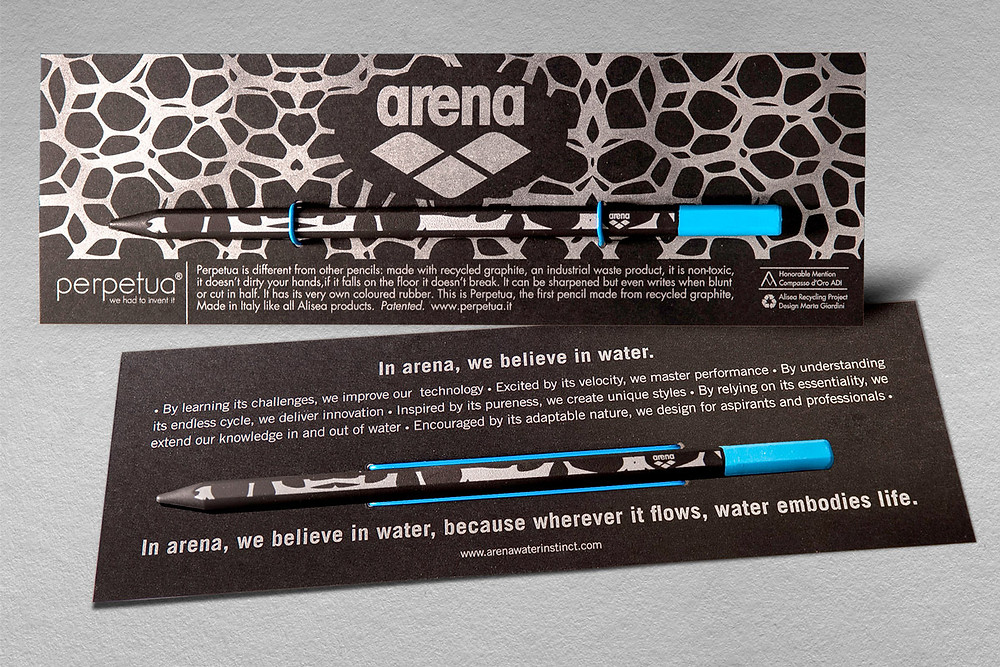 arena
arena
perpetua®
we had to invent it
Perpetua is different from other pencils: made with recycled graphite, an industrial waste product, it is non-toxic,
it doesn't dirty your hands,if it falls on the floor it doesn't break. It can be sharpened but even writes when blunt
or cut in half. It has its very own coloured rubber. This is Perpetua, the first pencil made from recycled graphite,
Made in Italy like all Alisea products. Patented. www.perpetua.it
Honorable Mention
Compasso d'Oro ADI
Alisea Recycling Project
Design Marta Giardini
In arena, we believe in water.
• By learning its challenges, we improve our technology • Excited by its velocity, we master performance • By understanding
its endless cycle, we deliver innovation • Inspired by its pureness, we create unique styles • By relying on its essentiality, we
extend our knowledge in and out of water • Encouraged by its adaptable nature, we design for aspirants and professionals •
arena
In arena, we believe in water, because wherever it flows, water embodies life.
www.arenawaterinstinct.com